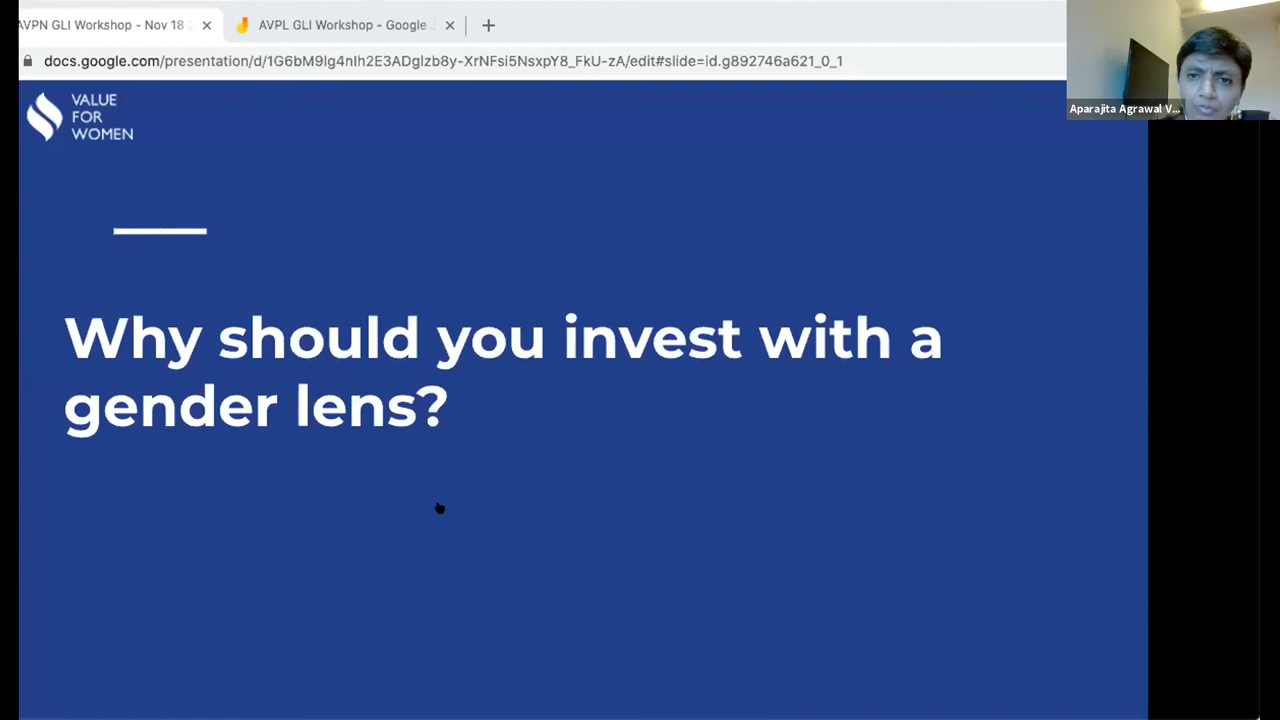 AVPN GLI Workshop - Nov 18
AVPL GLI Workshop - Google
docs.google.com/presentation/d/1G6bM9lg4nIh2E3ADglzb8y-XrNFsi5NsxpY8_FkU-zA/edit#slide=id.g892746a621_0_1
Aparajita Agrawal V...
VALUE
FOR
WOMEN
Why should you invest with a
gender lens?